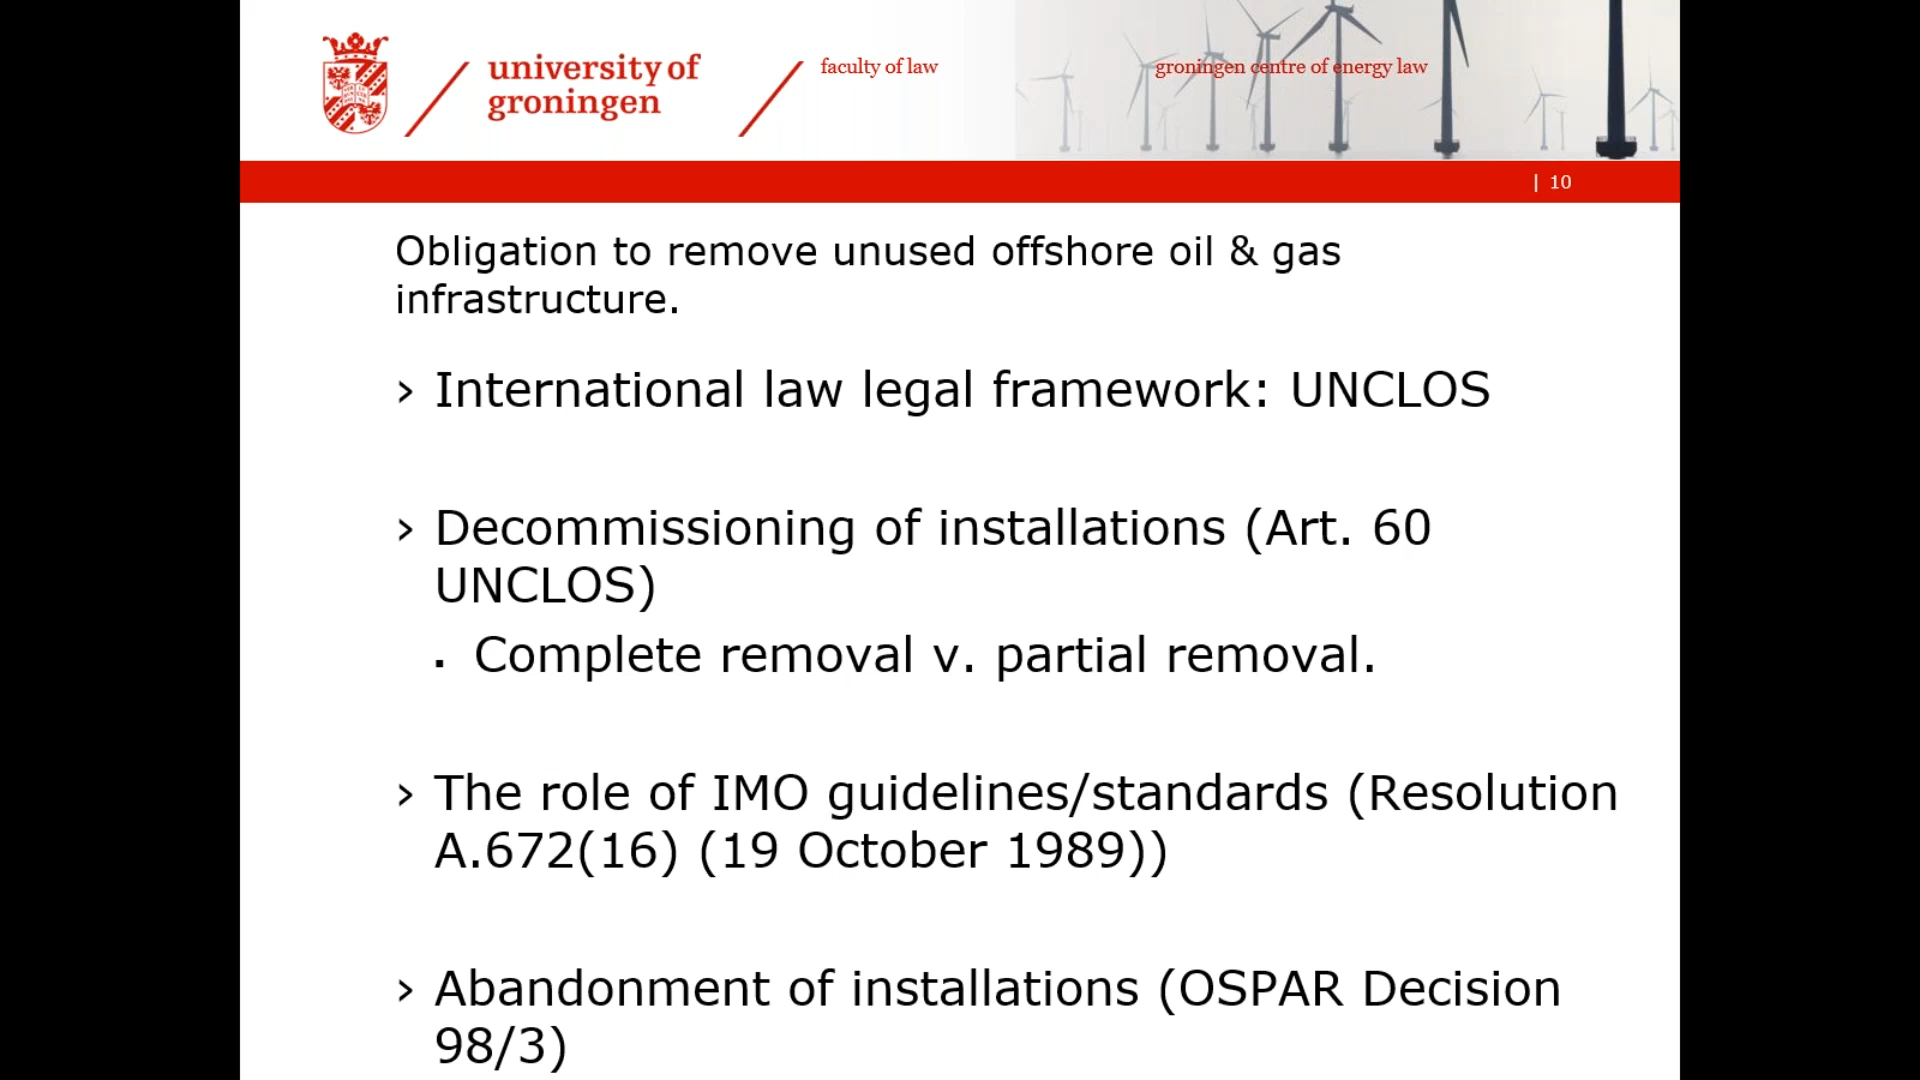 university of
groningen
faculty of law
groningen centre of energy law
| 10
Obligation to remove unused offshore oil & gas
infrastructure.
› International law legal framework: UNCLOS
› Decommissioning of installations (Art. 60
UNCLOS)
▪ Complete removal v. partial removal.
› The role of IMO guidelines/standards (Resolution
A.672(16) (19 October 1989))
› Abandonment of installations (OSPAR Decision
98/3)